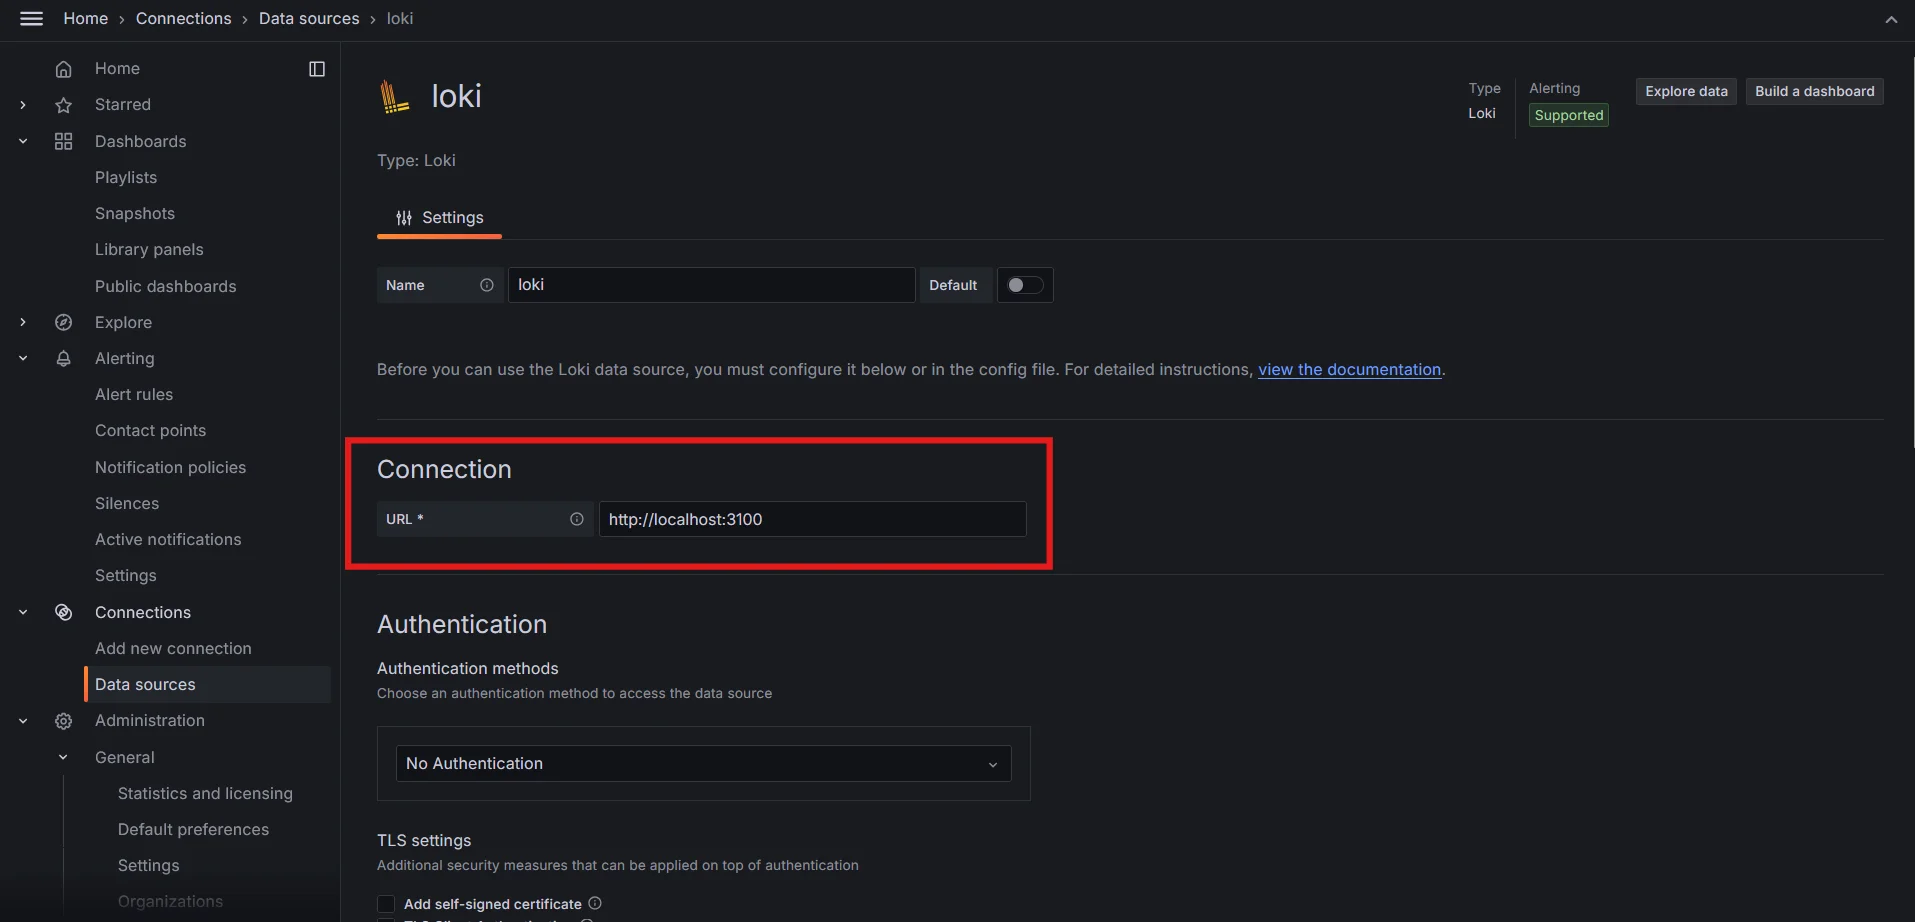 Home › Connections › Data sources › loki
Home
Starred
Dashboards
Playlists
Snapshots
Library panels
Public dashboards
Explore
Alerting
Alert rules
Contact points
Notification policies
Silences
Active notifications
Settings
Connections
Add new connection
Data sources
Administration
General
Statistics and licensing
Default preferences
Settings
Organizations
loki
Type
Loki
Alerting
Supported
Explore data
Build a dashboard
Type: Loki
Settings
Name
loki
Default
Before you can use the Loki data source, you must configure it below or in the config file. For detailed instructions, view the documentation.
Connection
URL *
http://localhost:3100
Authentication
Authentication methods
Choose an authentication method to access the data source
No Authentication
TLS settings
Additional security measures that can be applied on top of authentication
Add self-signed certificate